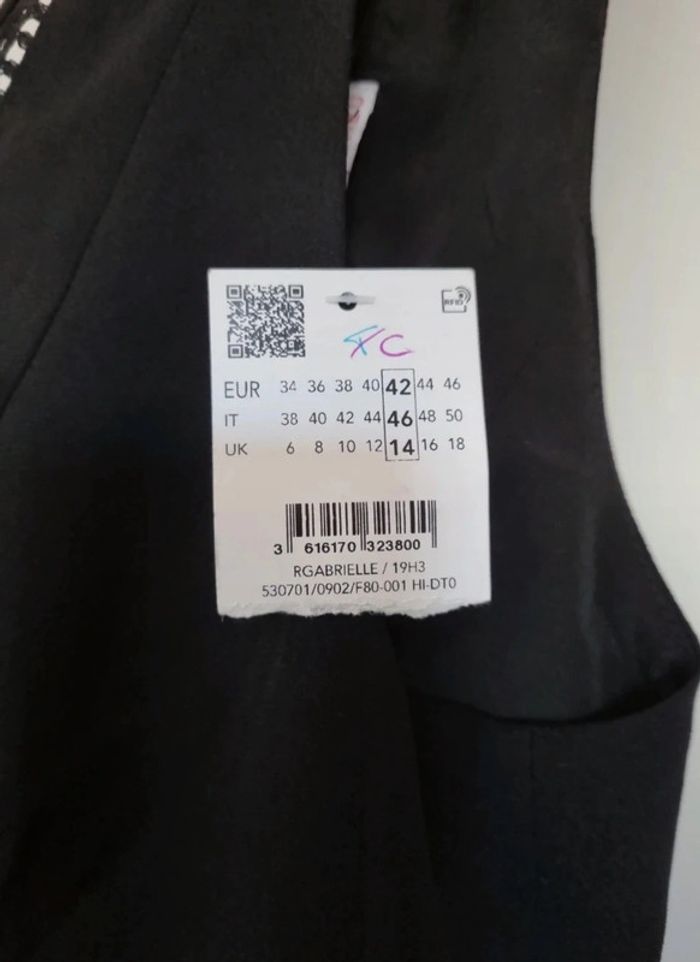 RFID
FC
EUR 34 36 38 40 42 44 46
IT 38 40 42 44 46 48 50
UK 6 8 10 12 14 16 18
3 616170 323800
RGABRIELLE / 19H3
530701/0902/F80-001 HI-DT0